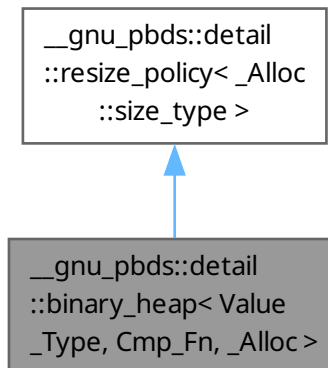 __gnu_pbds::detail
::resize_policy< _Alloc
::size_type >
__gnu_pbds::detail
::binary_heap< Value
_Type, Cmp_Fn, _Alloc >